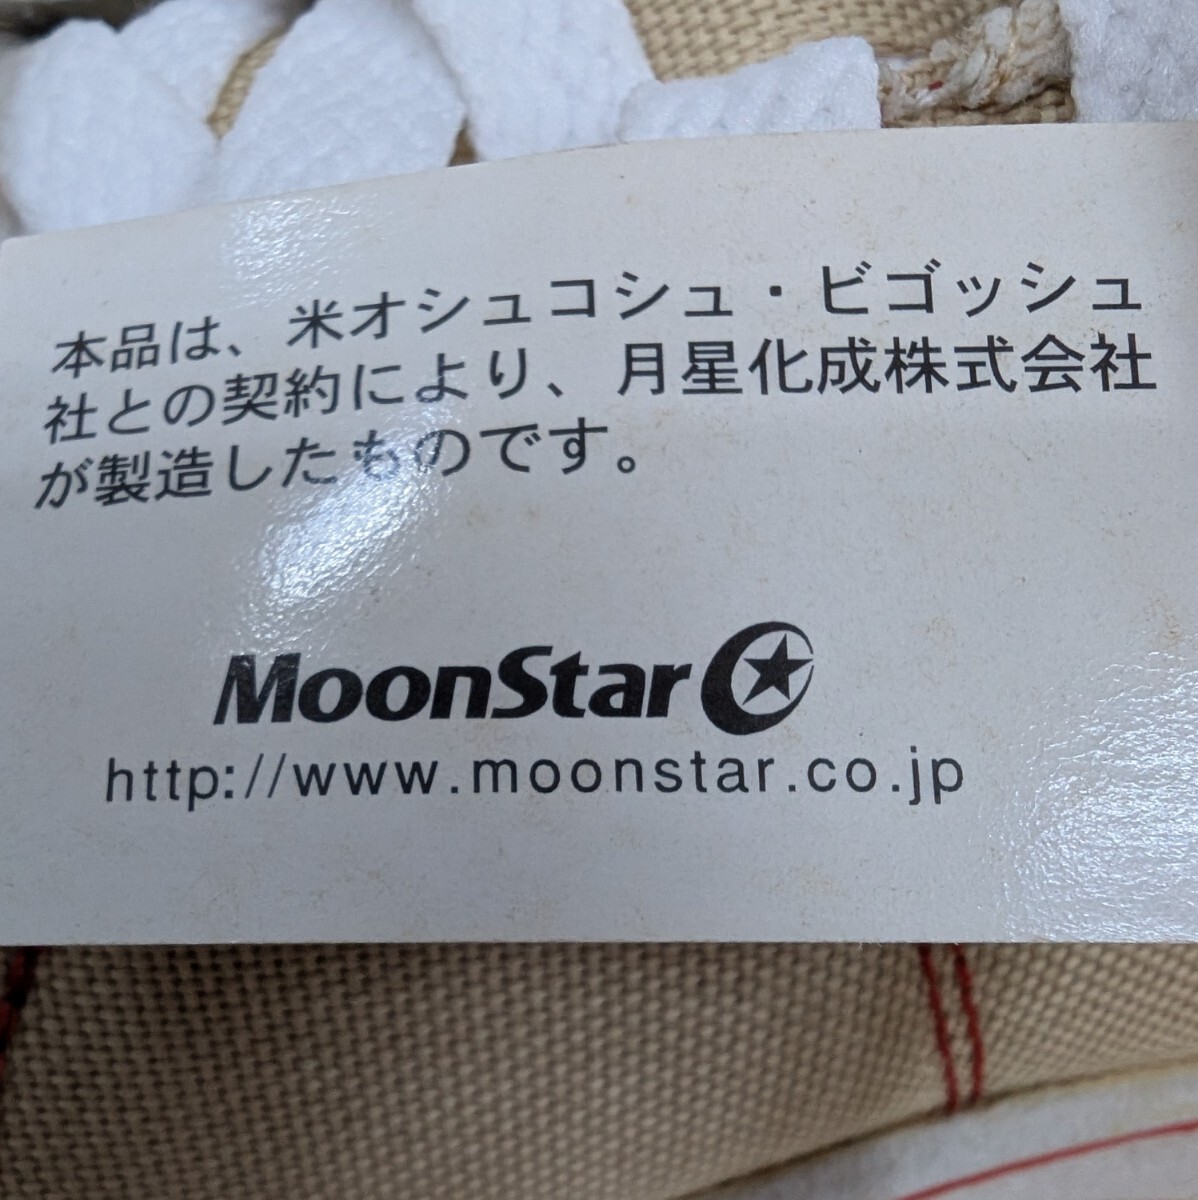 本品は、米オシュコシュ・ビゴッシュ
社との契約により、月星化成株式会社
が製造したものです。
MoonStar
http://www.moonstar.co.jp